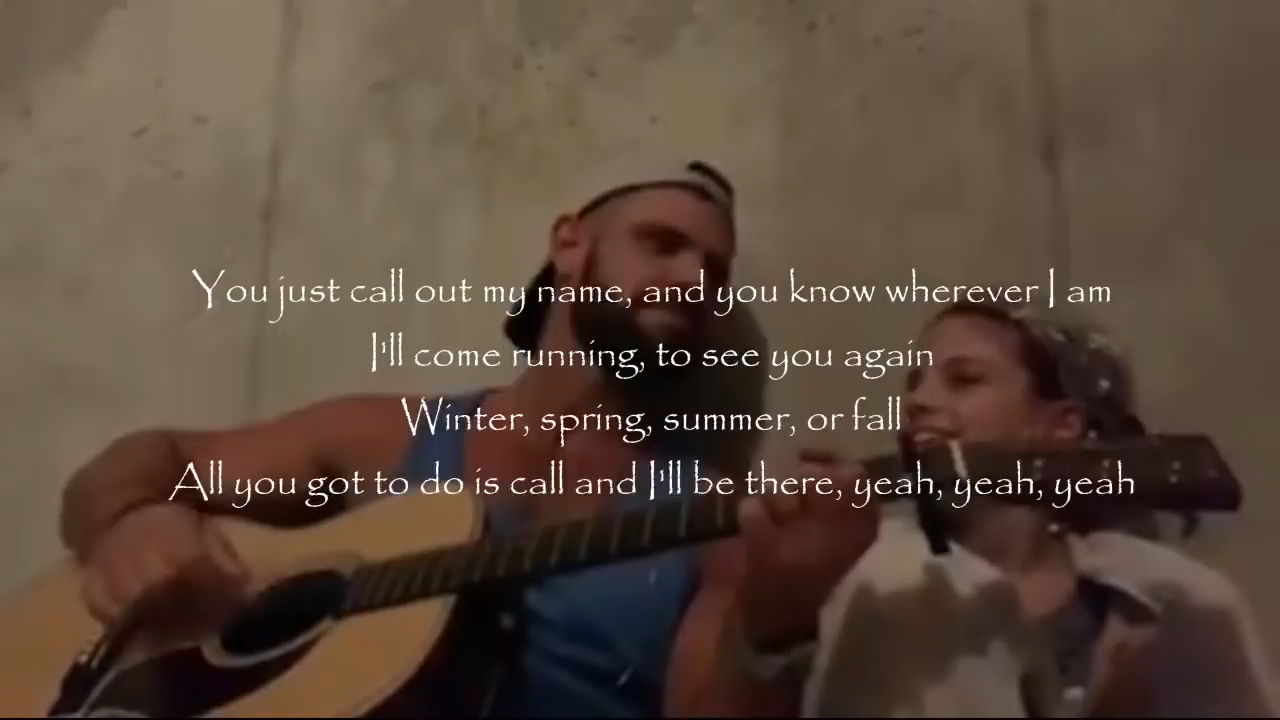 You just call out my name, and you know wherever I am
I'll come running, to see you again
Winter, spring, summer, or fall
All you got to do is call and I'll be there, yeah, yeah, yeah